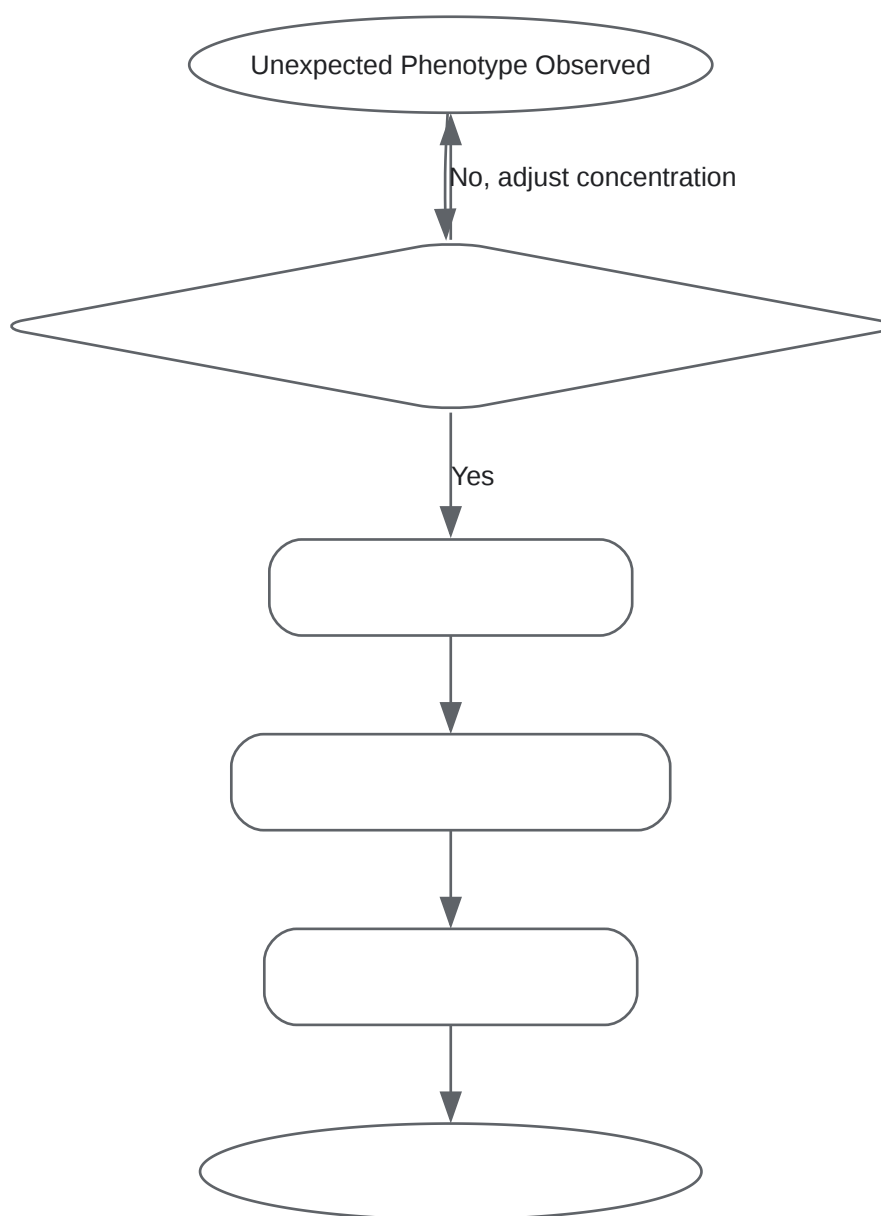 Unexpected Phenotype Observed
No, adjust concentration
Yes